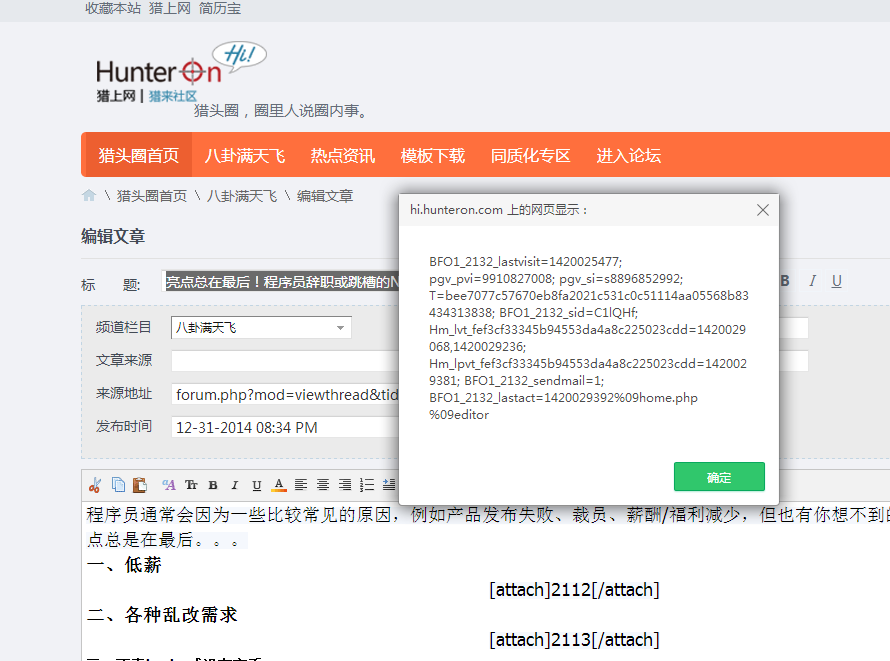 收藏本站 猎上网 简历宝
Hi!
HunterOn
猎上网 | 猎来社区
猎头圈，圈里人说圈内事。
猎头圈首页 八卦满天飞 热点资讯 模板下载 同质化专区 进入论坛
\ 猎头圈首页 \ 八卦满天飞 \ 编辑文章
hi.hunteron.com 上的网页显示：
编辑文章
BFO1_2132_lastvisit=1420025477;
pgv_pvi=9910827008; pgv_si=s8896852992;
T=bee7077c57670eb8fa2021c531c0c51114aa05568b83
434313838; BFO1_2132_sid=C1lQHf;
Hm_lvt_fef3cf33345b94553da4a8c225023cdd=1420029
068,1420029236;
Hm_lpvt_fef3cf33345b94553da4a8c225023cdd=142002
9381; BFO1_2132_sendmail=1;
BFO1_2132_lastact=1420029392%09home.php
%09editor
确定
标 题: 亮点总在最后！程序员辞职或跳槽的N B I U
频道栏目 八卦满天飞
文章来源
来源地址 forum.php?mod=viewthread&tid
发布时间 12-31-2014 08:34 PM
A Tr B I U A
程序员通常会因为一些比较常见的原因，例如产品发布失败、裁员、薪酬/福利减少，但也有你想不到的
点总是在最后。。。
一、低薪
[attach]2112[/attach]
二、各种乱改需求
[attach]2113[/attach]